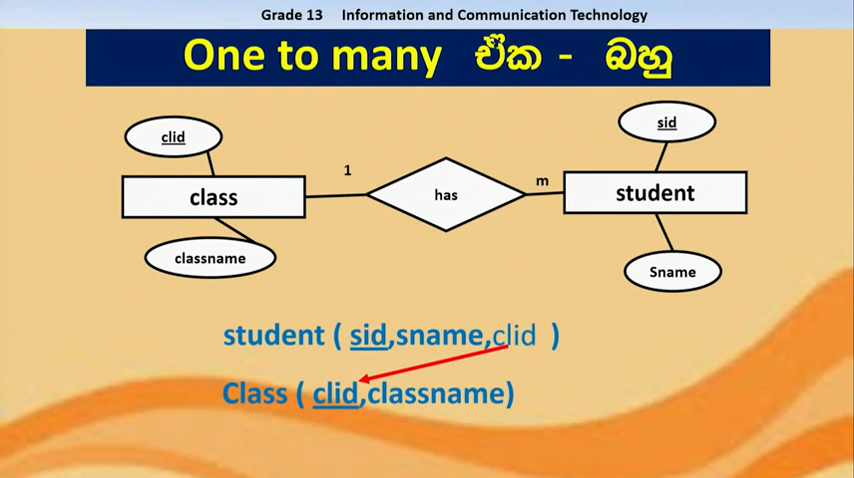 Grade 13 Information and Communication Technology
One to many ඒක - බහු
clid
sid
1
m
class
has
student
classname
Sname
student ( sid,sname,clid )
Class ( clid,classname)